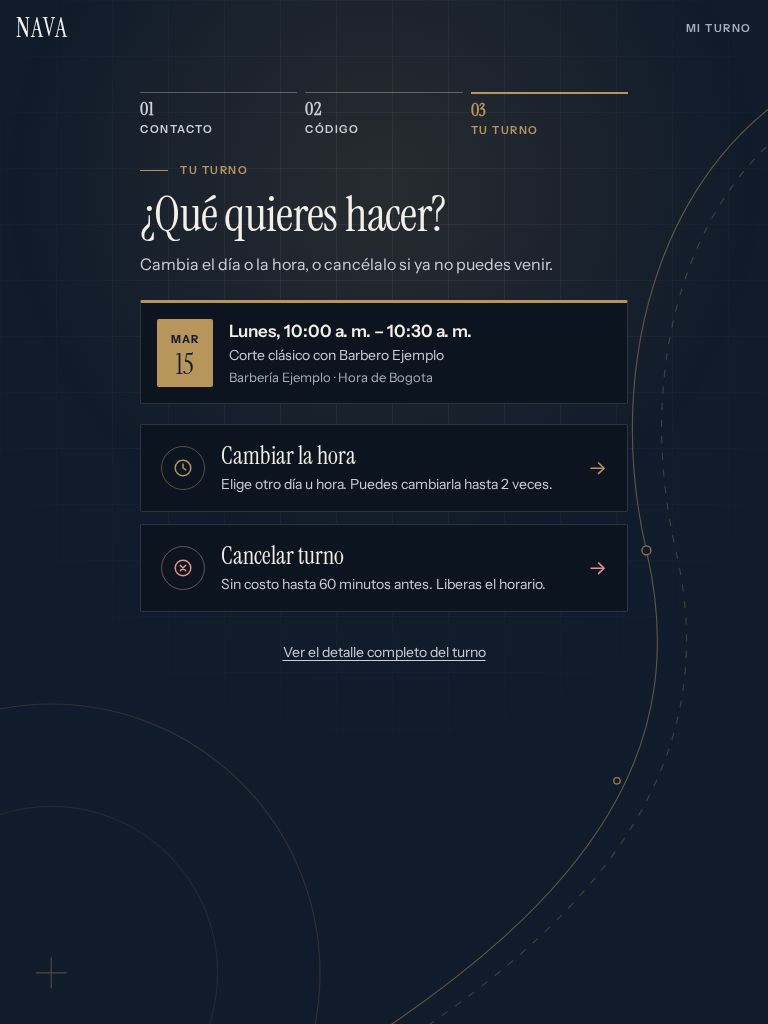 NAVA
MI TURNO
01
CONTACTO
02
CÓDIGO
03
TU TURNO
TU TURNO
¿Qué quieres hacer?
Cambia el día o la hora, o cancélalo si ya no puedes venir.
MAR
15
Lunes, 10:00 a. m. – 10:30 a. m.
Corte clásico con Barbero Ejemplo
Barbería Ejemplo · Hora de Bogota
Cambiar la hora
Elige otro día u hora. Puedes cambiarla hasta 2 veces.
Cancelar turno
Sin costo hasta 60 minutos antes. Liberas el horario.
Ver el detalle completo del turno